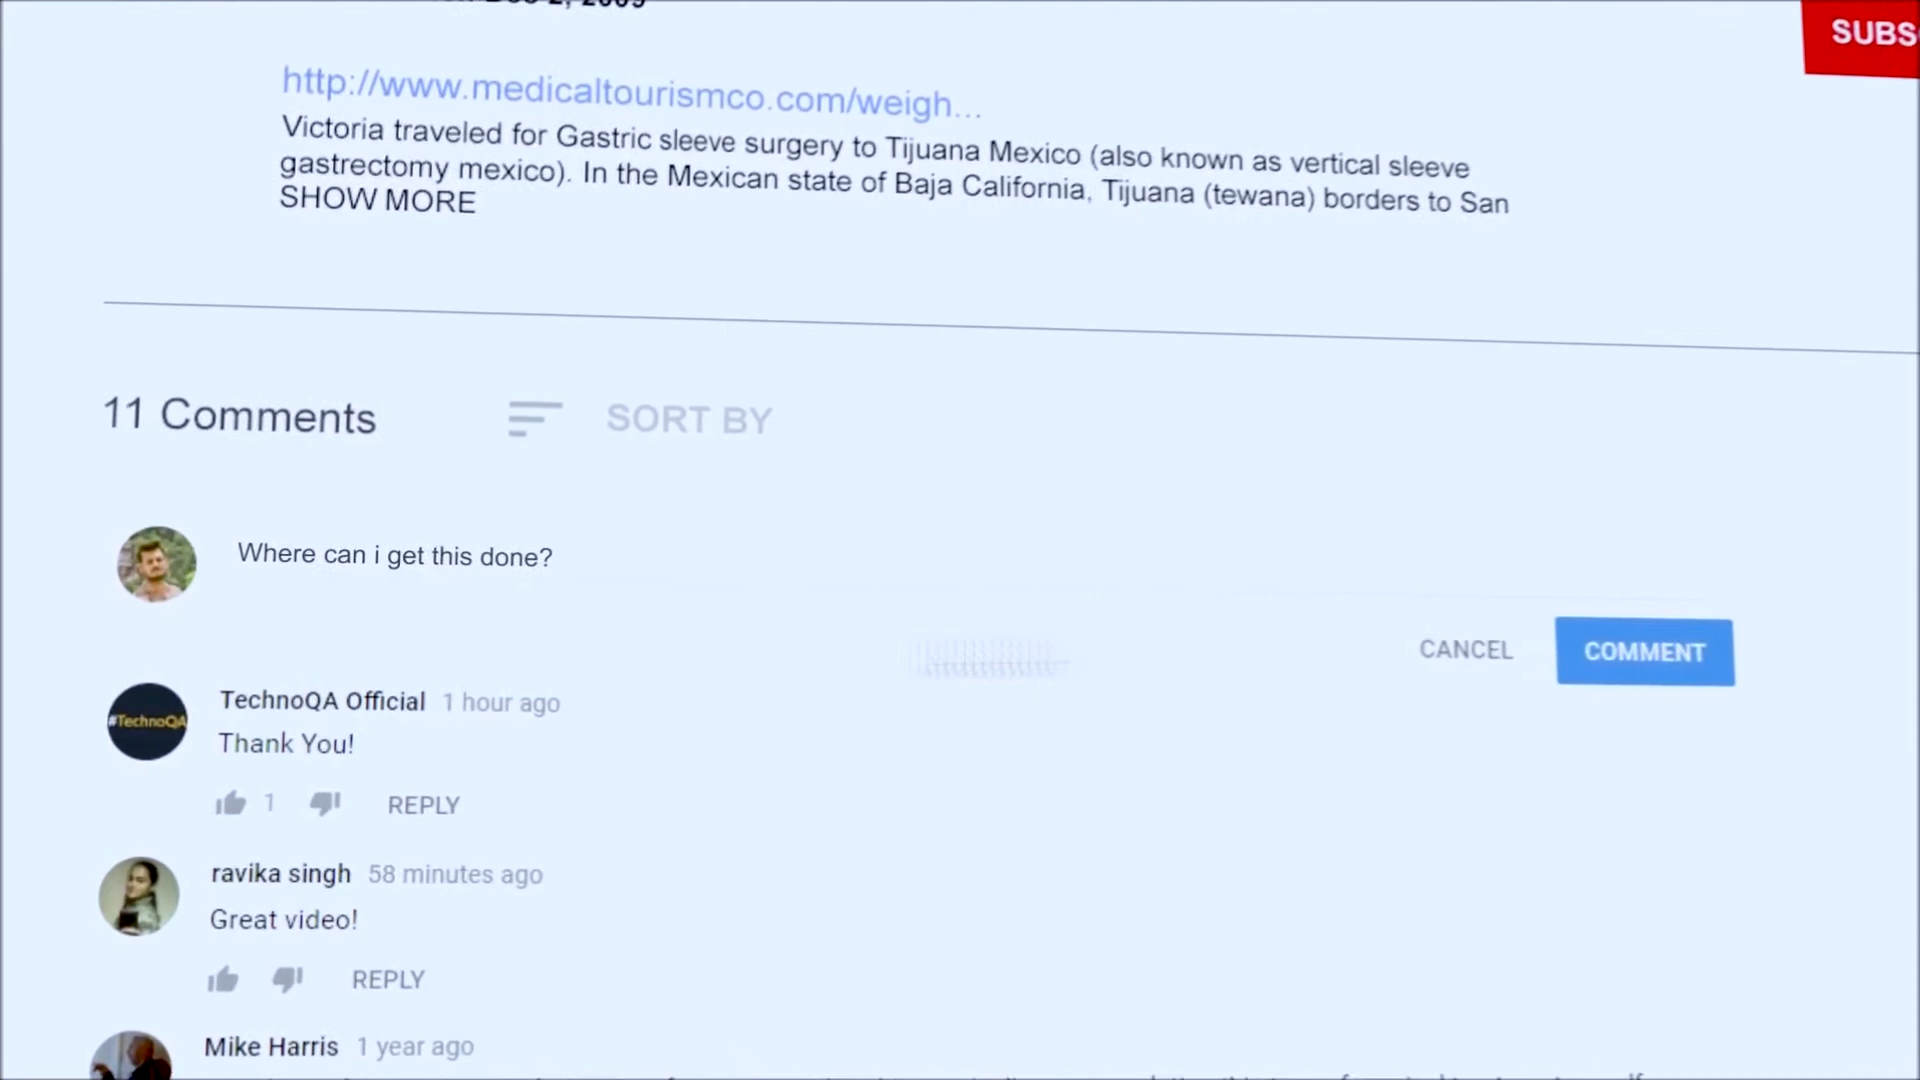 2, 2009
SUBS
http://www.medicaltourismco.com/weigh...
Victoria traveled for Gastric sleeve surgery to Tijuana Mexico (also known as vertical sleeve
gastrectomy mexico). In the Mexican state of Baja California, Tijuana (tewana) borders to San
SHOW MORE
11 Comments SORT BY
Where can i get this done?
CANCEL COMMENT
#TechnoQA
TechnoQA Official 1 hour ago
Thank You!
1 REPLY
ravika singh 58 minutes ago
Great video!
REPLY
Mike Harris 1 year ago